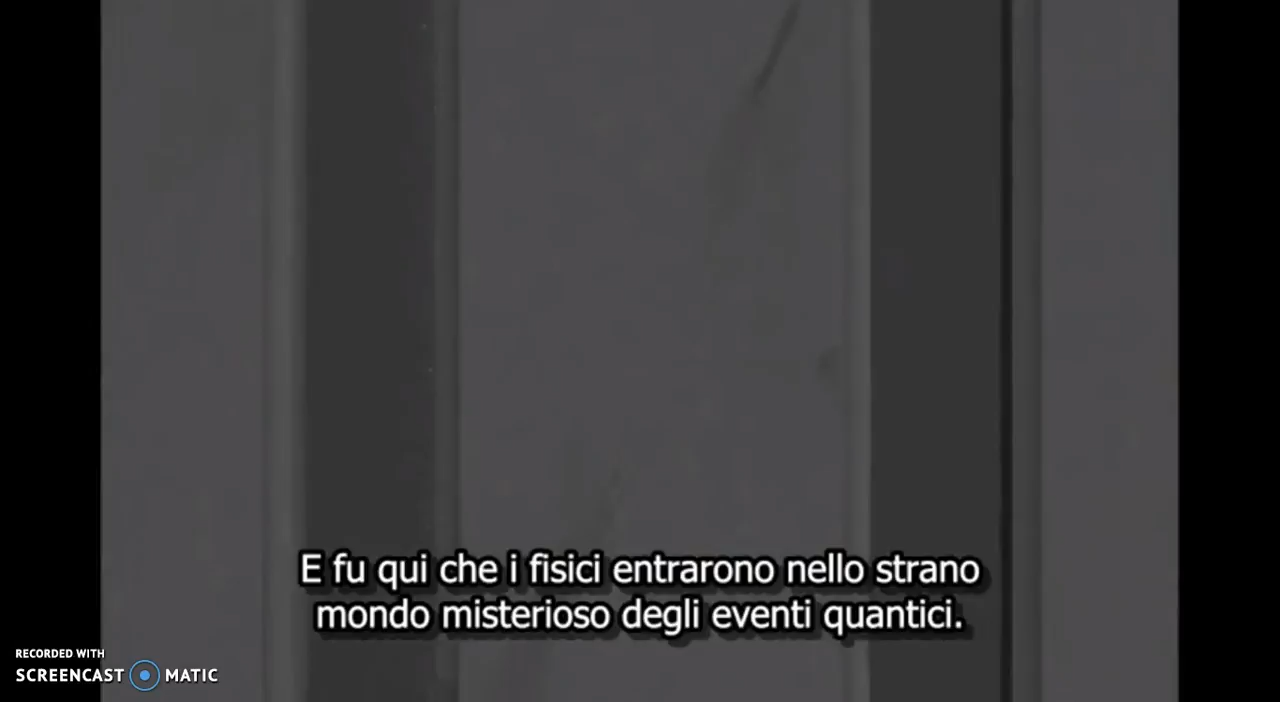 E fu qui che i fisici entrarono nello strano
mondo misterioso degli eventi quantici.
RECORDED WITH
SCREENCAST MATIC